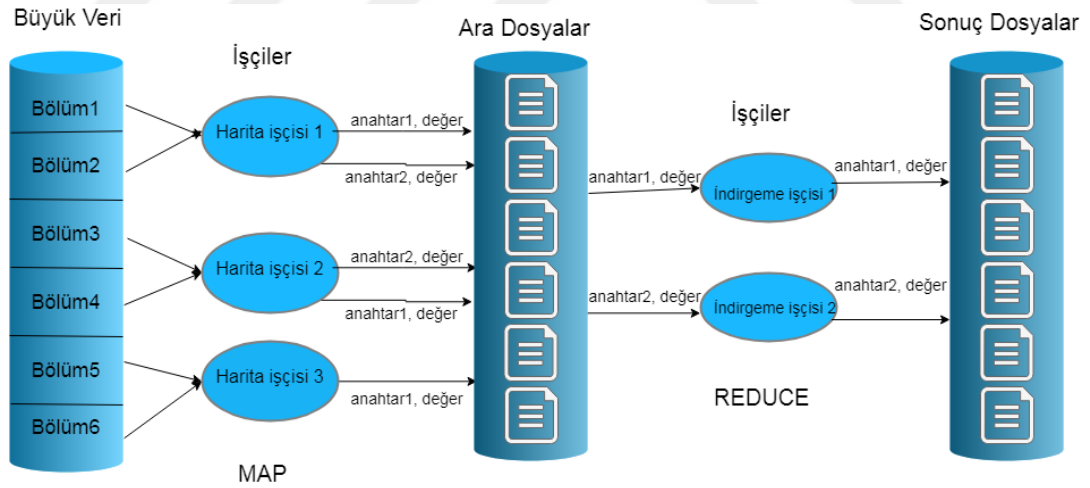 Büyük Veri
Bölüm1
Bölüm2
Bölüm3
Bölüm4
Bölüm5
Bölüm6
İşçiler
Harita işçisi 1
Harita işçisi 2
Harita işçisi 3
MAP
anahtar1, değer
anahtar2, değer
anahtar2, değer
anahtar1, değer
anahtar1, değer
Ara Dosyalar
anahtar1, değer
anahtar2, değer
İşçiler
İndirgeme işçisi 1
İndirgeme işçisi 2
REDUCE
anahtar1, değer
anahtar2, değer
Sonuç Dosyalar